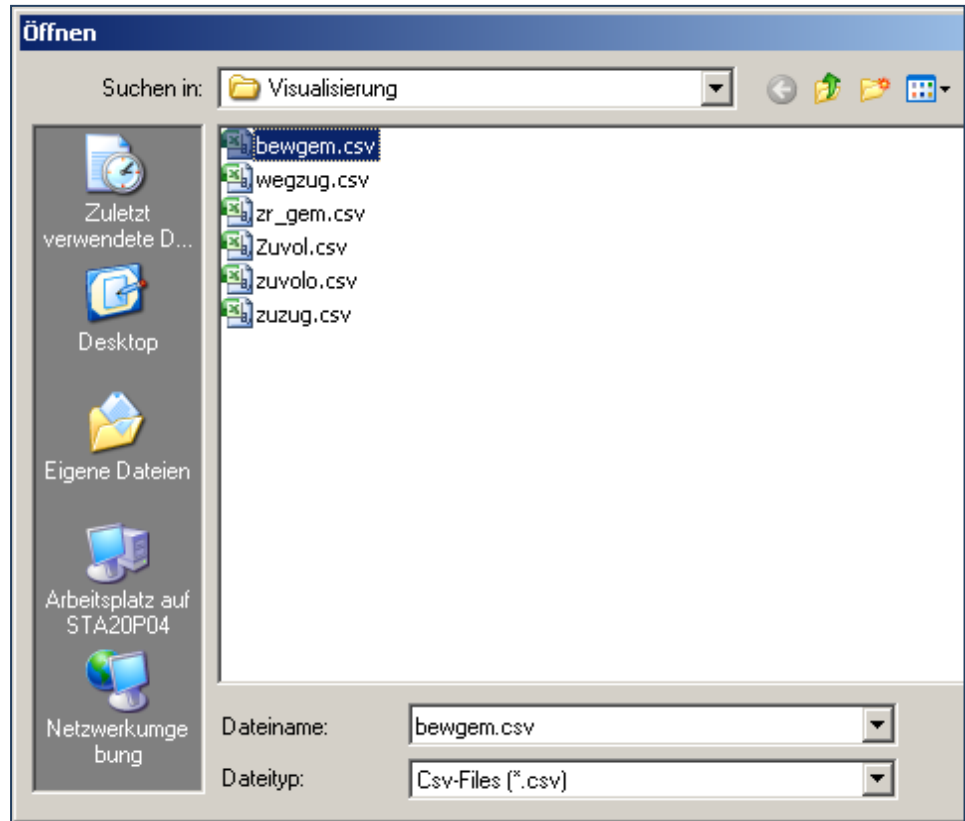 Öffnen
Suchen in:
Visualisierung
Zuletzt
verwendete D...
Desktop
Eigene Dateien
Arbeitsplatz auf
STA20P04
Netzwerkumge
bung
bewgem.csv
wegzug.csv
zr_gem.csv
Zuvol.csv
zuvolo.csv
zuzug.csv
Dateiname:
bewgem.csv
Dateityp:
Csv-Files (*.csv)